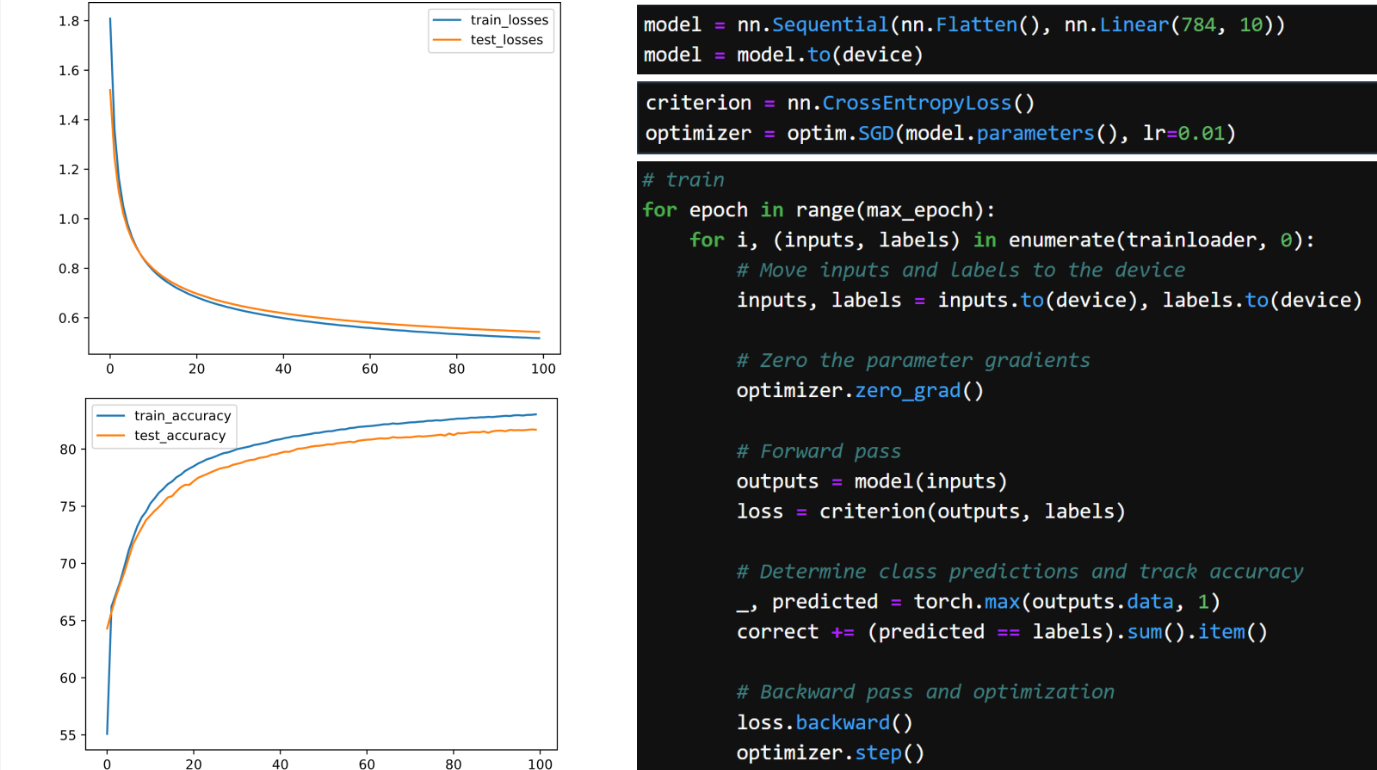 1.8
1.6
1.4
1.2
1.0
0.8
0.6
0
20
40
60
80
100
train_losses
test_losses
train_accuracy
test_accuracy
80
75
70
65
60
55
0
20
40
60
80
100
model = nn.Sequential(nn.Flatten(), nn.Linear(784, 10))
model = model.to(device)
criterion = nn.CrossEntropyLoss()
optimizer = optim.SGD(model.parameters(), lr=0.01)
# train
for epoch in range(max_epoch):
    for i, (inputs, labels) in enumerate(trainloader, 0):
        # Move inputs and labels to the device
        inputs, labels = inputs.to(device), labels.to(device)
        # Zero the parameter gradients
        optimizer.zero_grad()
        # Forward pass
        outputs = model(inputs)
        loss = criterion(outputs, labels)
        # Determine class predictions and track accuracy
        _, predicted = torch.max(outputs.data, 1)
        correct += (predicted == labels).sum().item()
        # Backward pass and optimization
        loss.backward()
        optimizer.step()